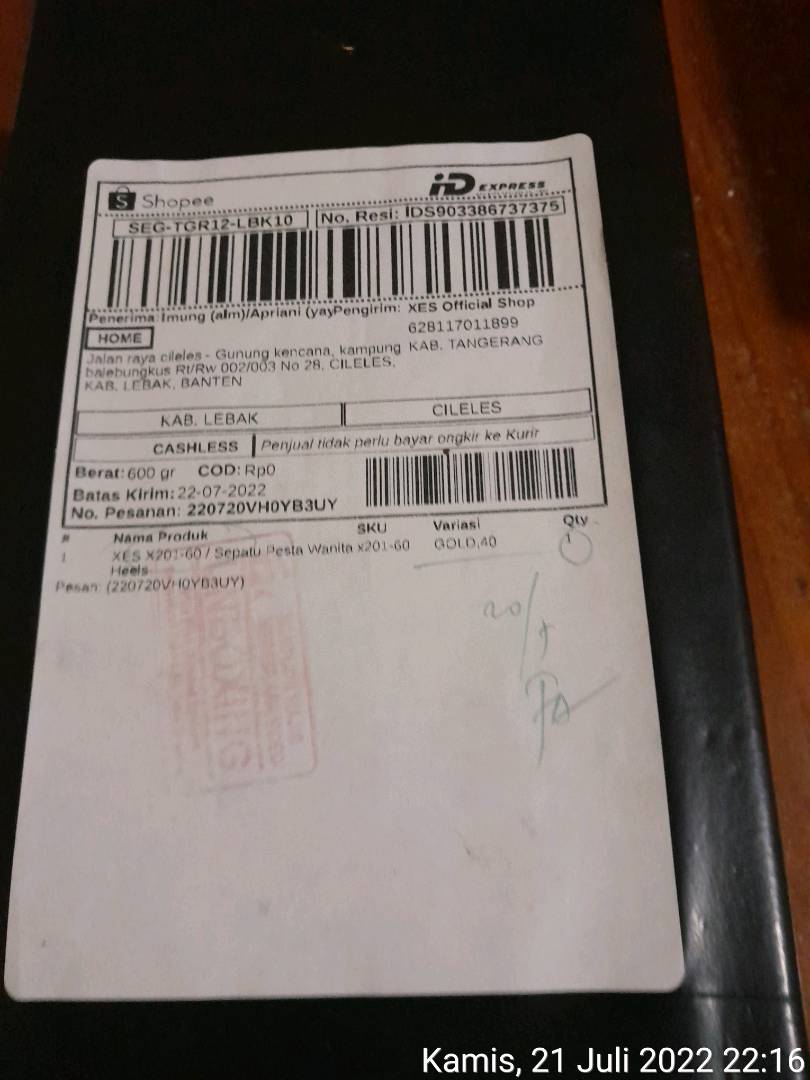 Shopee
iD EXPRESS
SEG-TGR12-LBK10
No. Resi: IDS903386737375
Penerima: Imung (alm)/Apriani (yay
Pengirim: XES Official Shop
628117011899
HOME
KAB. TANGERANG
Jalan raya cileles - Gunung kencana, kampung
balebungkus Rt/Rw 002/003 No 28, CILELES,
KAB. LEBAK, BANTEN
KAB. LEBAK
CILELES
CASHLESS
Penjual tidak perlu bayar ongkir ke Kurir
Berat: 600 gr COD: Rp0
Batas Kirim: 22-07-2022
No. Pesanan: 220720VH0YB3UY
# Nama Produk SKU Variasi Qty
1 XES X201-60 / Sepatu Pesta Wanita x201-60 GOLD,40 1
Heels
Pesan: (220720VH0YB3UY)
Kamis, 21 Juli 2022 22:16